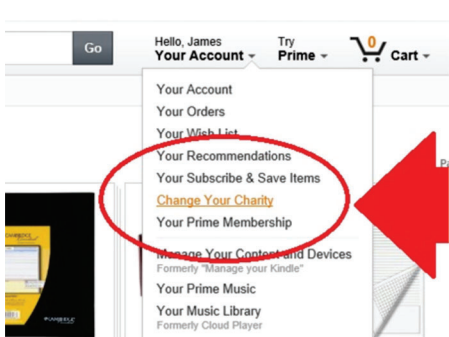 Go
Hello, James
Your Account
Try
Prime
0
Cart
Your Account
Your Orders
Your Wish List
Your Recommendations
Your Subscribe & Save Items
Change Your Charity
Your Prime Membership
Manage Your Content and Devices
Formerly "Manage your Kindle"
Your Prime Music
Your Music Library
Formerly Cloud Player